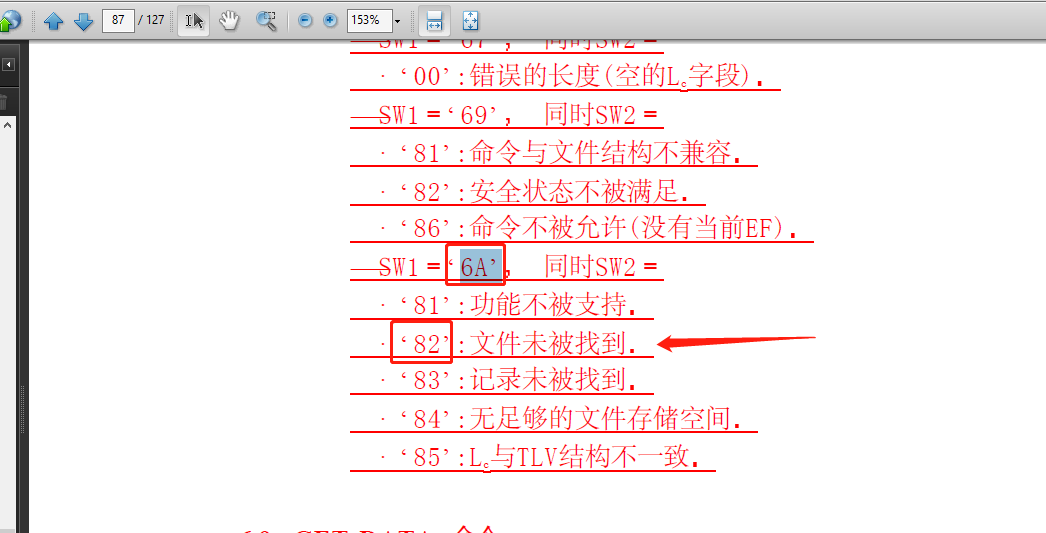 87 / 127 153%
—SW1＝‘67’， 同时SW2＝
·‘00’:错误的长度(空的Lc字段).
—SW1＝‘69’， 同时SW2＝
·‘81’:命令与文件结构不兼容.
·‘82’:安全状态不被满足.
·‘86’:命令不被允许(没有当前EF).
—SW1＝‘6A’， 同时SW2＝
·‘81’:功能不被支持.
·‘82’:文件未被找到.
·‘83’:记录未被找到.
·‘84’:无足够的文件存储空间.
·‘85’:Lc与TLV结构不一致.
GET DATA 命令